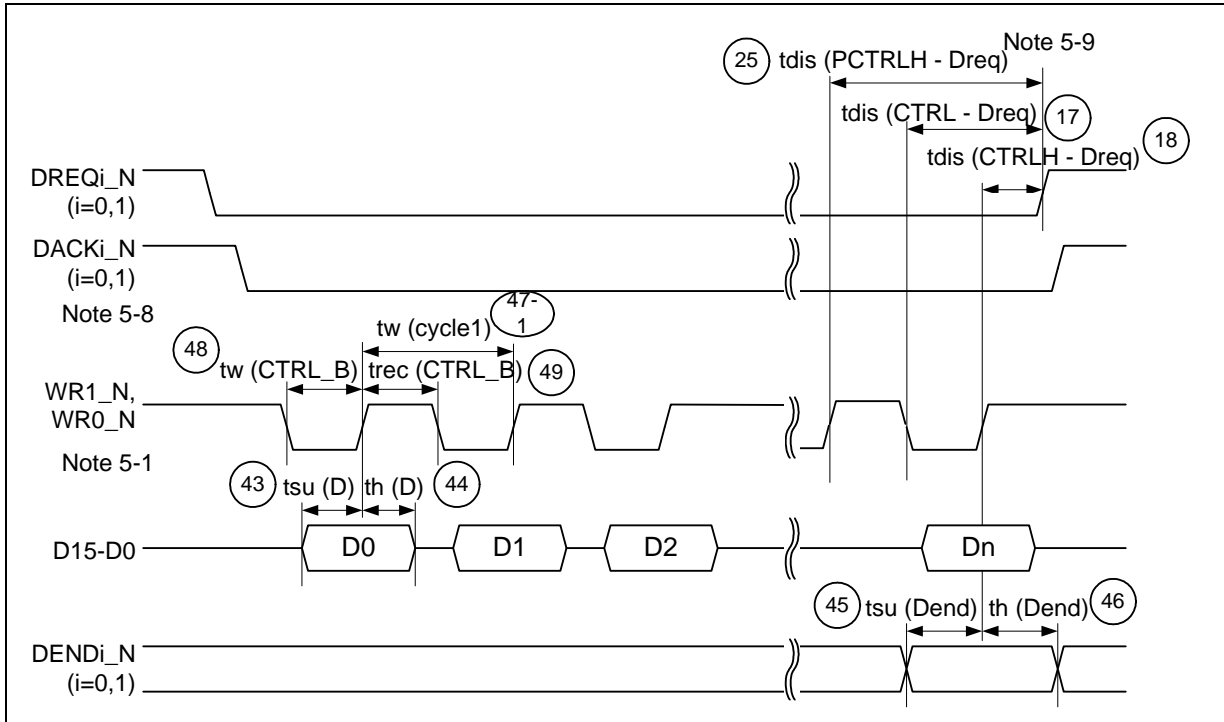 Note 5-9
25 tdis (PCTRLH - Dreq)
tdis (CTRL - Dreq) 17
tdis (CTRLH - Dreq) 18
DREQi_N
(i=0,1)
DACKi_N
(i=0,1)
Note 5-8
47-
1
tw (cycle1)
48 tw (CTRL_B) trec (CTRL_B) 49
WR1_N,
WR0_N
Note 5-1
43 tsu (D) th (D) 44
D15-D0 D0 D1 D2 Dn
45 tsu (Dend) th (Dend) 46
DENDi_N
(i=0,1)